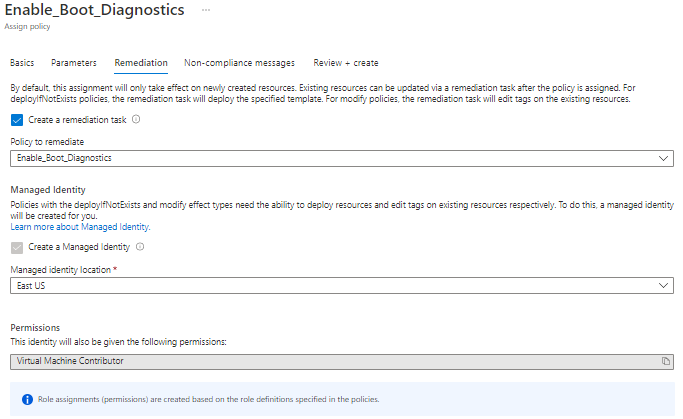 Enable_Boot_Diagnostics ...
Assign policy
Basics Parameters Remediation Non-compliance messages Review + create
By default, this assignment will only take effect on newly created resources. Existing resources can be updated via a remediation task after the policy is assigned. For
deployIfNotExists policies, the remediation task will deploy the specified template. For modify policies, the remediation task will edit tags on the existing resources.
Create a remediation task
Policy to remediate
Enable_Boot_Diagnostics
Managed Identity
Policies with the deployIfNotExists and modify effect types need the ability to deploy resources and edit tags on existing resources respectively. To do this, a managed identity
will be created for you.
Learn more about Managed Identity.
Create a Managed Identity
Managed identity location *
East US
Permissions
This identity will also be given the following permissions:
Virtual Machine Contributor
Role assignments (permissions) are created based on the role definitions specified in the policies.